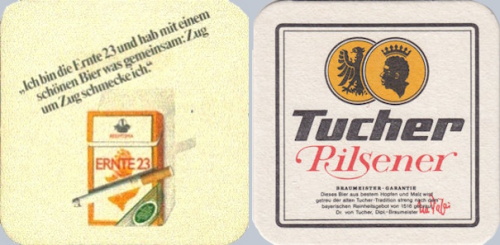 „Ich bin die Ernte 23 und hab mit einem
schönen Bier was gemeinsam: Zug
um Zug schmecke ich.“
ERNTE 23
Tucher
Pilsener
BRAUMEISTER-GARANTIE
Dieses Bier aus bestem Hopfen und Malz wird
getreu der alten Tucher-Tradition streng nach dem
bayerischen Reinheitsgebot von 1516 gebraut.
Dr. von Tucher, Dipl.-Braumeister